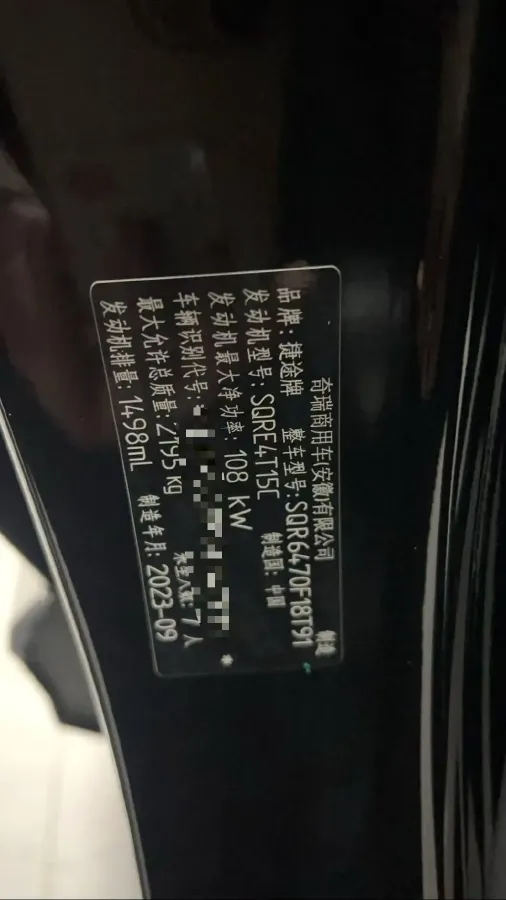 奇瑞商用车(安徽)有限公司 制造
品牌:捷途牌 整车型号:SQR6470F18T91
发动机型号:SQRE4T15C 制造国:中国
发动机最大净功率:108 kW
车辆识别代号:
最大允许总质量:2195 kg 乘坐人数:7 人
发动机排量:1498mL 制造年月:2023-09